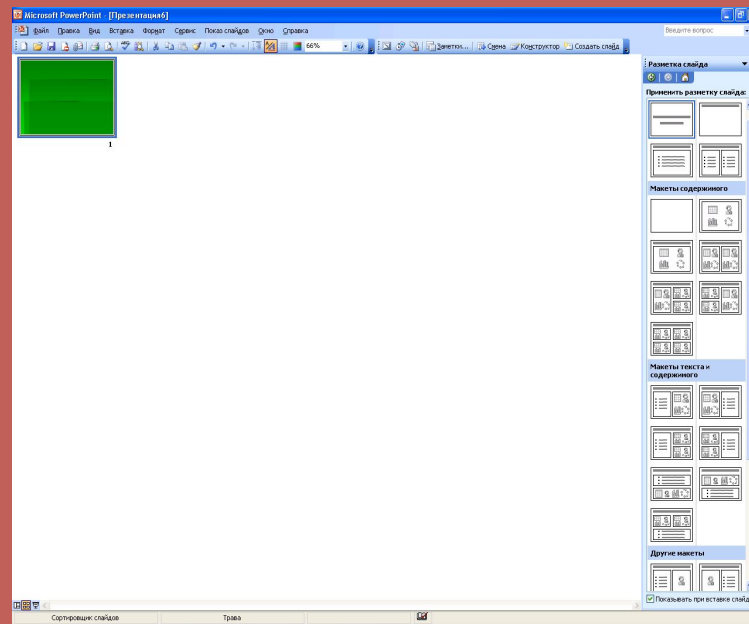 Microsoft PowerPoint - [Презентация6]
Файл Правка Вид Вставка Формат Сервис Показ слайдов Окно Справка
Введите вопрос
66% Заметки... Смена Конструктор Создать слайд
Разметка слайда
Применить разметку слайда:
1
Макеты содержимого
Макеты текста и
содержимого
Другие макеты
Показывать при вставке слайд
Сортировщик слайдов Трава